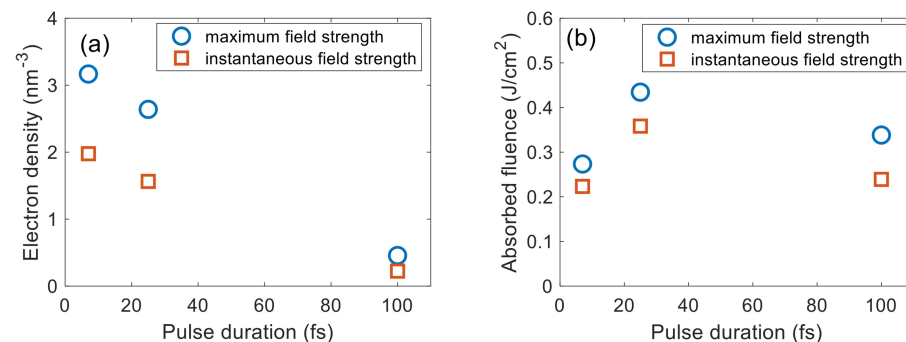 (a)
maximum field strength
instantaneous field strength
Electron density (nm⁻³)
4
3
2
1
0
0 20 40 60 80 100
Pulse duration (fs)
(b)
maximum field strength
instantaneous field strength
Absorbed fluence (J/cm²)
0.6
0.5
0.4
0.3
0.2
0.1
0
0 20 40 60 80 100
Pulse duration (fs)